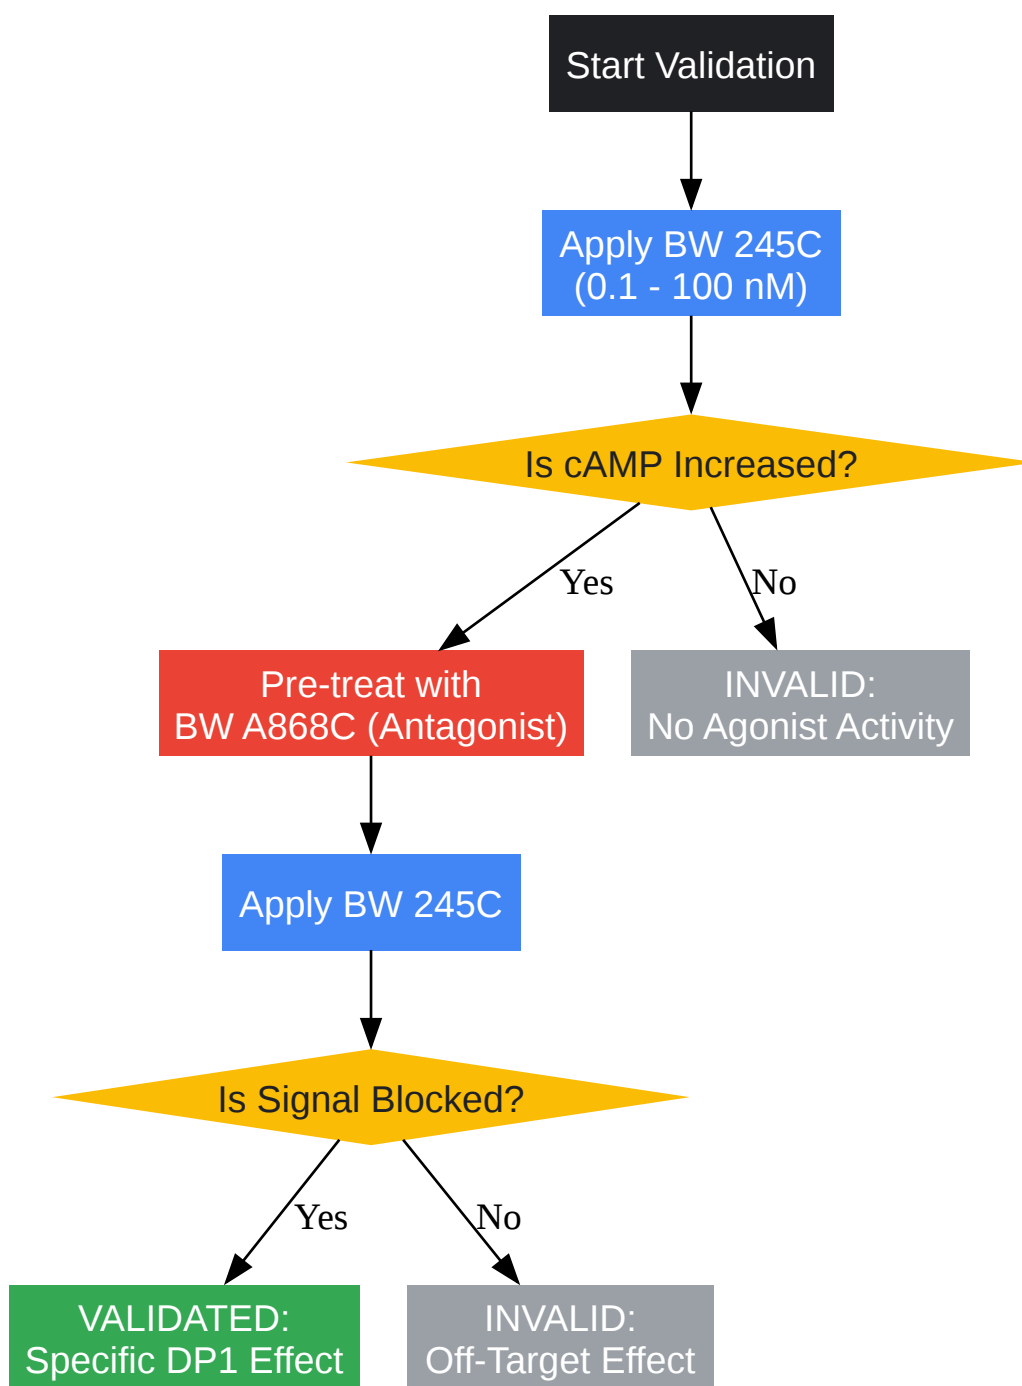 Start Validation
Apply BW 245C
(0.1 - 100 nM)
Is cAMP Increased?
Yes
No
Pre-treat with
BW A868C (Antagonist)
INVALID:
No Agonist Activity
Apply BW 245C
Is Signal Blocked?
Yes
No
VALIDATED:
Specific DP1 Effect
INVALID:
Off-Target Effect